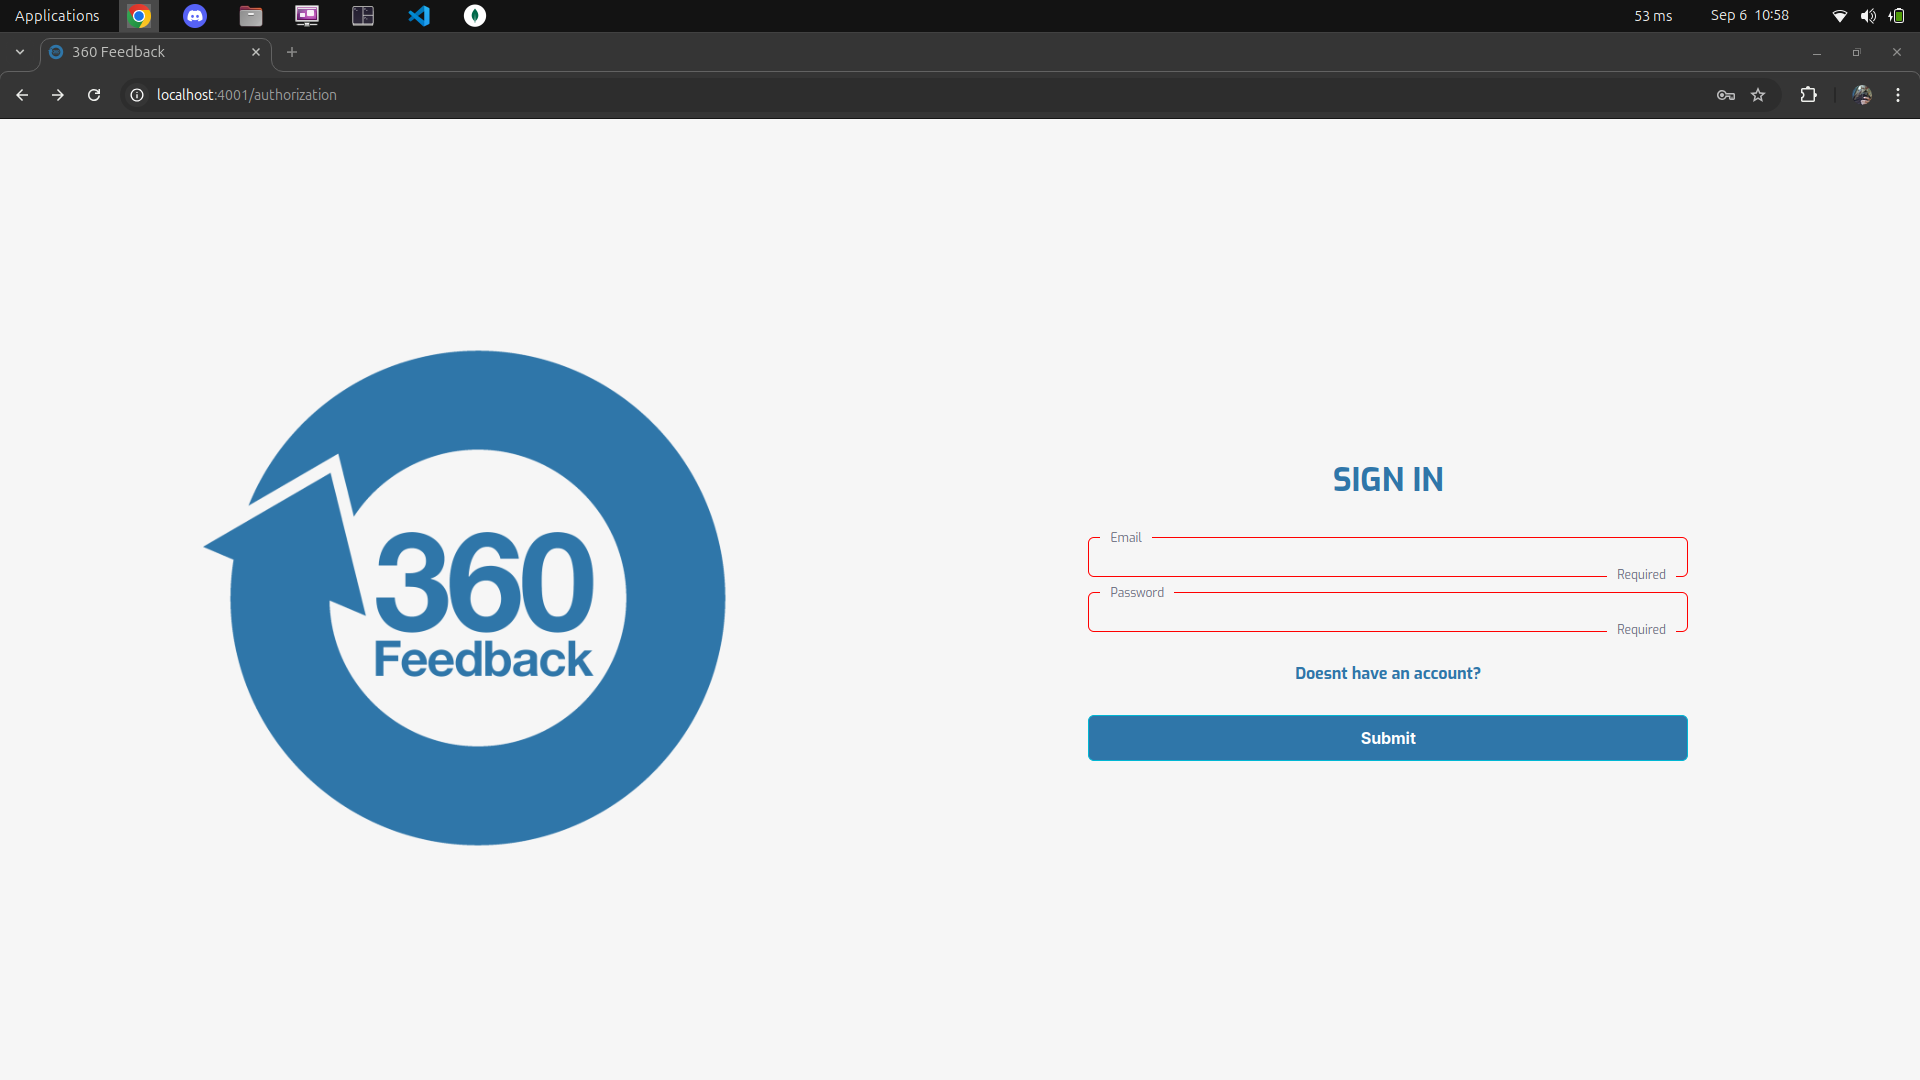 Applications
53 ms
Sep 6 10:58
360 Feedback
localhost:4001/authorization
360
Feedback
SIGN IN
Email
Required
Password
Required
Doesnt have an account?
Submit